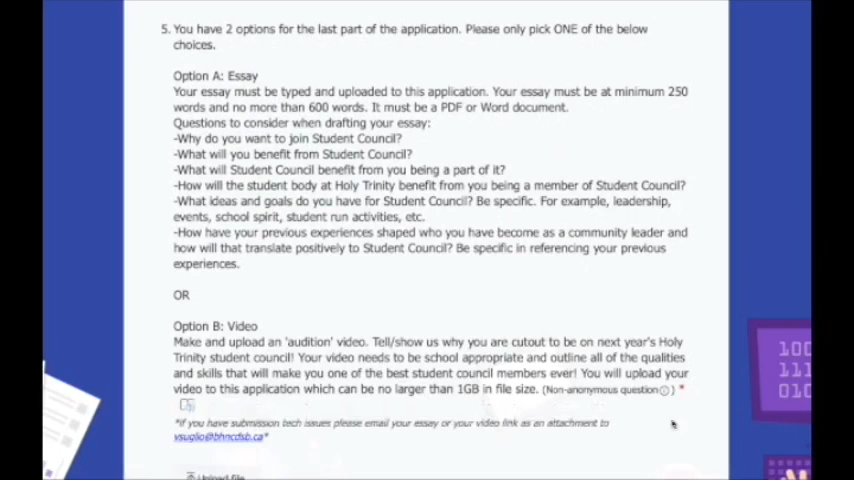 5. You have 2 options for the last part of the application. Please only pick ONE of the below
choices.
Option A: Essay
Your essay must be typed and uploaded to this application. Your essay must be at minimum 250
words and no more than 600 words. It must be a PDF or Word document.
Questions to consider when drafting your essay:
-Why do you want to join Student Council?
-What will you benefit from Student Council?
-What will Student Council benefit from you being a part of it?
-How will the student body at Holy Trinity benefit from you being a member of Student Council?
-What ideas and goals do you have for Student Council? Be specific. For example, leadership,
events, school spirit, student run activities, etc.
-How have your previous experiences shaped who you have become as a community leader and
how will that translate positively to Student Council? Be specific in referencing your previous
experiences.
OR
Option B: Video
Make and upload an 'audition' video. Tell/show us why you are cutout to be on next year's Holy
Trinity student council! Your video needs to be school appropriate and outline all of the qualities
and skills that will make you one of the best student council members ever! You will upload your
video to this application which can be no larger than 1GB in file size. (Non-anonymous question) *
*if you have submission tech issues please email your essay or your video link as an attachment to
vsuglio@bhncdsb.ca*
Upload file
100
111
010